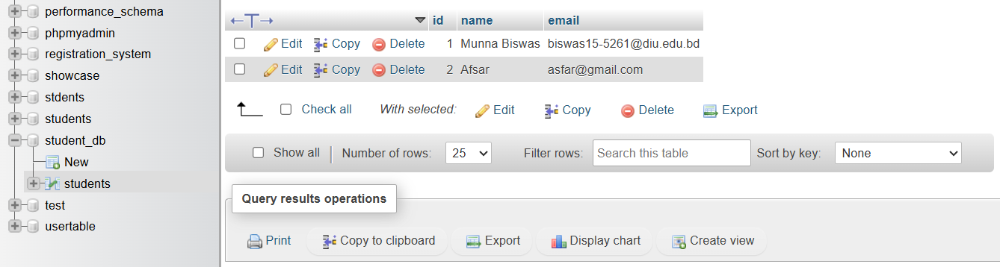 performance_schema
phpmyadmin
registration_system
showcase
stdents
students
student_db
New
students
test
usertable
←T→ id name email
Edit Copy Delete 1 Munna Biswas biswas15-5261@diu.edu.bd
Edit Copy Delete 2 Afsar asfar@gmail.com
Check all With selected: Edit Copy Delete Export
Show all Number of rows: 25 Filter rows: Search this table Sort by key: None
Query results operations
Print Copy to clipboard Export Display chart Create view